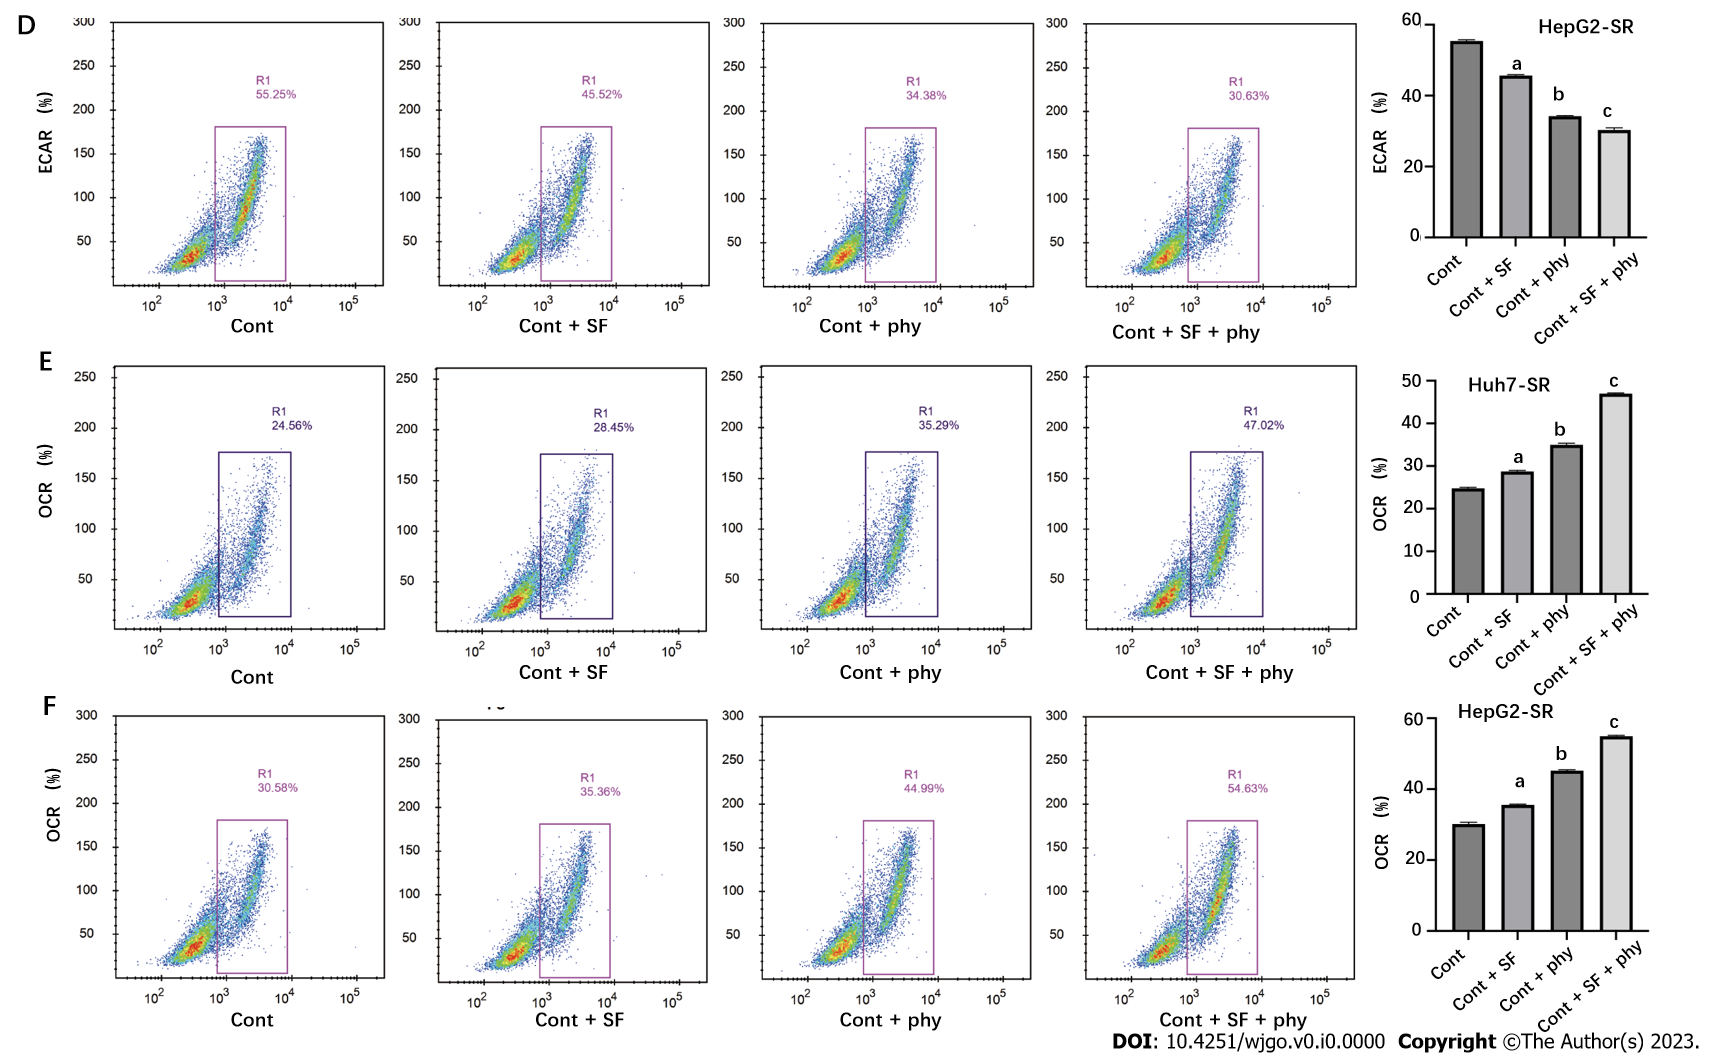 D
300
250
200
150
100
50
ECAR (%)
R1
55.25%
10² 10³ 10⁴ 10⁵
Cont
300
250
200
150
100
50
R1
45.52%
10² 10³ 10⁴ 10⁵
Cont + SF
300
250
200
150
100
50
R1
34.38%
10² 10³ 10⁴ 10⁵
Cont + phy
300
250
200
150
100
50
R1
30.63%
10² 10³ 10⁴ 10⁵
Cont + SF + phy
HepG2-SR
60
40
20
0
ECAR (%)
a
b
c
Cont
Cont + SF
Cont + phy
Cont + SF + phy
E
250
200
150
100
50
OCR (%)
R1
24.56%
10² 10³ 10⁴ 10⁵
Cont
250
200
150
100
50
R1
28.45%
10² 10³ 10⁴ 10⁵
Cont + SF
250
200
150
100
50
R1
35.29%
10² 10³ 10⁴ 10⁵
Cont + phy
250
200
150
100
50
R1
47.02%
10² 10³ 10⁴ 10⁵
Cont + SF + phy
Huh7-SR
50
40
30
20
10
0
OCR (%)
a
b
c
Cont
Cont + SF
Cont + phy
Cont + SF + phy
F
300
250
200
150
100
50
OCR (%)
R1
30.58%
10² 10³ 10⁴ 10⁵
Cont
300
250
200
150
100
50
R1
35.36%
10² 10³ 10⁴ 10⁵
Cont + SF
300
250
200
150
100
50
R1
44.99%
10² 10³ 10⁴ 10⁵
Cont + phy
300
250
200
150
100
50
R1
54.63%
10² 10³ 10⁴ 10⁵
Cont + SF + phy
HepG2-SR
60
40
20
0
OCR (%)
a
b
c
Cont
Cont + SF
Cont + phy
Cont + SF + phy
DOI: 10.4251/wjgo.v0.i0.0000 Copyright ©The Author(s) 2023.